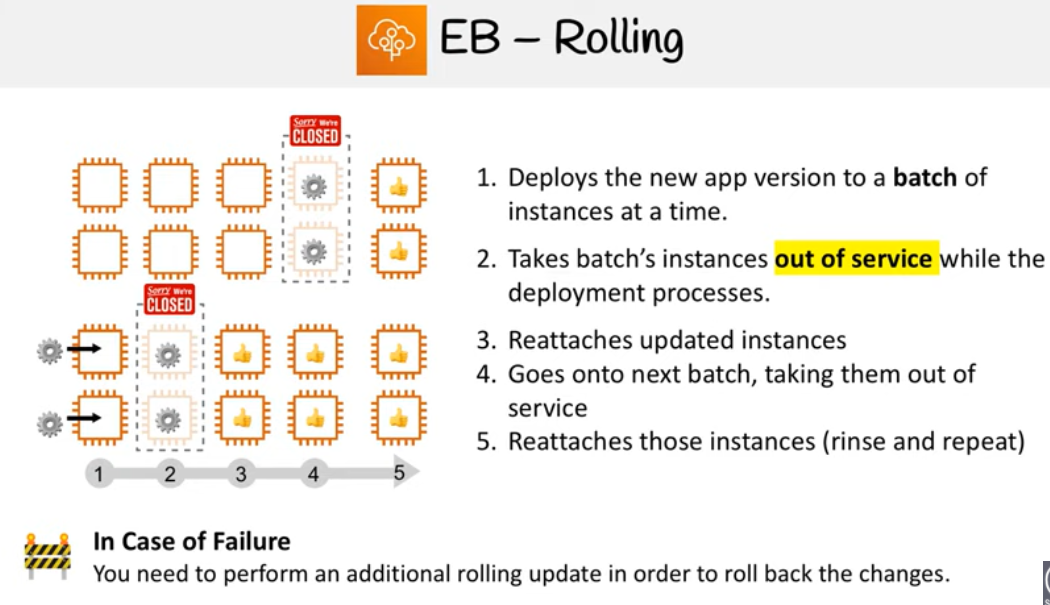 EB – Rolling
Sorry We're
CLOSED
1. Deploys the new app version to a batch of
instances at a time.
2. Takes batch's instances out of service while the
deployment processes.
Sorry We're
CLOSED
3. Reattaches updated instances
4. Goes onto next batch, taking them out of
service
5. Reattaches those instances (rinse and repeat)
1 2 3 4 5
In Case of Failure
You need to perform an additional rolling update in order to roll back the changes.